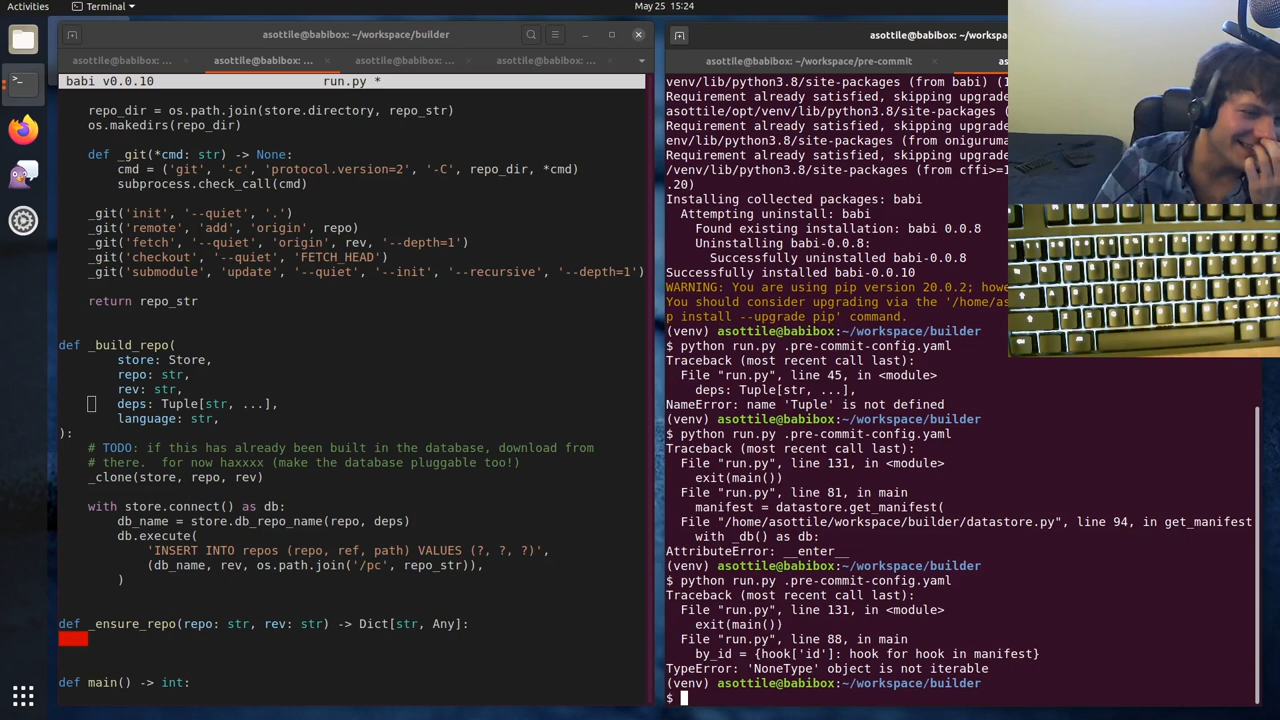 Activities
Terminal
May 25 15:24
asottile@babibox:~/workspace/builder
asottile@babibox: ~/...
asottile@babibox: ~/...
asottile@babibox: ~/...
asottile@babibox: ~/...
babi v0.0.10 run.py *
repo_dir = os.path.join(store.directory, repo_str)
os.makedirs(repo_dir)
def _git(*cmd: str) -> None:
cmd = ('git', '-c', 'protocol.version=2', '-C', repo_dir, *cmd)
subprocess.check_call(cmd)
_git('init', '--quiet', '.')
_git('remote', 'add', 'origin', repo)
_git('fetch', '--quiet', 'origin', rev, '--depth=1')
_git('checkout', '--quiet', 'FETCH_HEAD')
_git('submodule', 'update', '--quiet', '--init', '--recursive', '--depth=1')
return repo_str
def _build_repo(
store: Store,
repo: str,
rev: str,
deps: Tuple[str, ...],
language: str,
):
# TODO: if this has already been built in the database, download from
# there.  for now haxxxx (make the database pluggable too!)
_clone(store, repo, rev)
with store.connect() as db:
db_name = store.db_repo_name(repo, deps)
db.execute(
'INSERT INTO repos (repo, ref, path) VALUES (?, ?, ?)',
(db_name, rev, os.path.join('/pc', repo_str)),
)
def _ensure_repo(repo: str, rev: str) -> Dict[str, Any]:
def main() -> int:
asottile@babibox:~/workspa
asottile@babibox:~/workspace/pre-commit
as
venv/lib/python3.8/site-packages (from babi) (1
Requirement already satisfied, skipping upgrade
asottile/opt/venv/lib/python3.8/site-packages (
Requirement already satisfied, skipping upgrade
env/lib/python3.8/site-packages (from onigurum
Requirement already satisfied, skipping upgrade
/venv/lib/python3.8/site-packages (from cffi>=1
.20)
Installing collected packages: babi
Attempting uninstall: babi
Found existing installation: babi 0.0.8
Uninstalling babi-0.0.8:
Successfully uninstalled babi-0.0.8
Successfully installed babi-0.0.10
WARNING: You are using pip version 20.0.2; howe
You should consider upgrading via the '/home/as
p install --upgrade pip' command.
(venv) asottile@babibox:~/workspace/builder
$ python run.py .pre-commit-config.yaml
Traceback (most recent call last):
File "run.py", line 45, in <module>
deps: Tuple[str, ...],
NameError: name 'Tuple' is not defined
(venv) asottile@babibox:~/workspace/builder
$ python run.py .pre-commit-config.yaml
Traceback (most recent call last):
File "run.py", line 131, in <module>
exit(main())
File "run.py", line 81, in main
manifest = datastore.get_manifest(
File "/home/asottile/workspace/builder/datastore.py", line 94, in get_manifest
with _db() as db:
AttributeError: __enter__
(venv) asottile@babibox:~/workspace/builder
$ python run.py .pre-commit-config.yaml
Traceback (most recent call last):
File "run.py", line 131, in <module>
exit(main())
File "run.py", line 88, in main
by_id = {hook['id']: hook for hook in manifest}
TypeError: 'NoneType' object is not iterable
(venv) asottile@babibox:~/workspace/builder
$